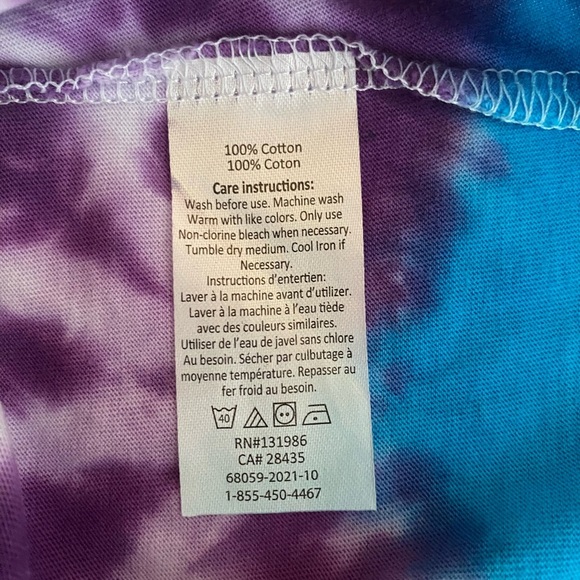 100% Cotton
100% Coton
Care instructions:
Wash before use. Machine wash
Warm with like colors. Only use
Non-clorine bleach when necessary.
Tumble dry medium. Cool Iron if
Necessary.
Instructions d'entertien:
Laver à la machine avant d'utilizer.
Laver à la machine à l'eau tiède
avec des couleurs similaires.
Utiliser de l'eau de javel sans chlore
Au besoin. Sécher par culbutage à
moyenne température. Repasser au
fer froid au besoin.
40
RN#131986
CA# 28435
68059-2021-10
1-855-450-4467